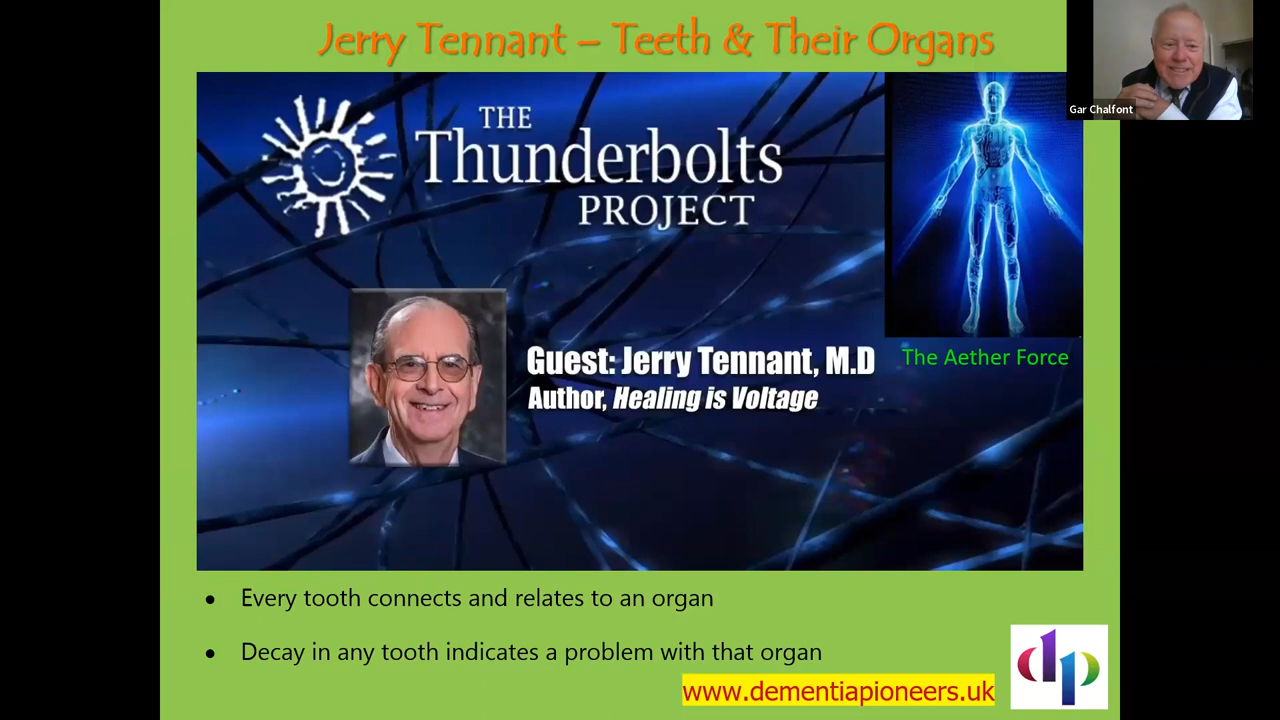 Jerry Tennant – Teeth & Their Organs
Gar Chalfont
THE
Thunderbolts
PROJECT
Guest: Jerry Tennant, M.D
Author, Healing is Voltage
The Aether Force
• Every tooth connects and relates to an organ
• Decay in any tooth indicates a problem with that organ
www.dementiapioneers.uk
dp